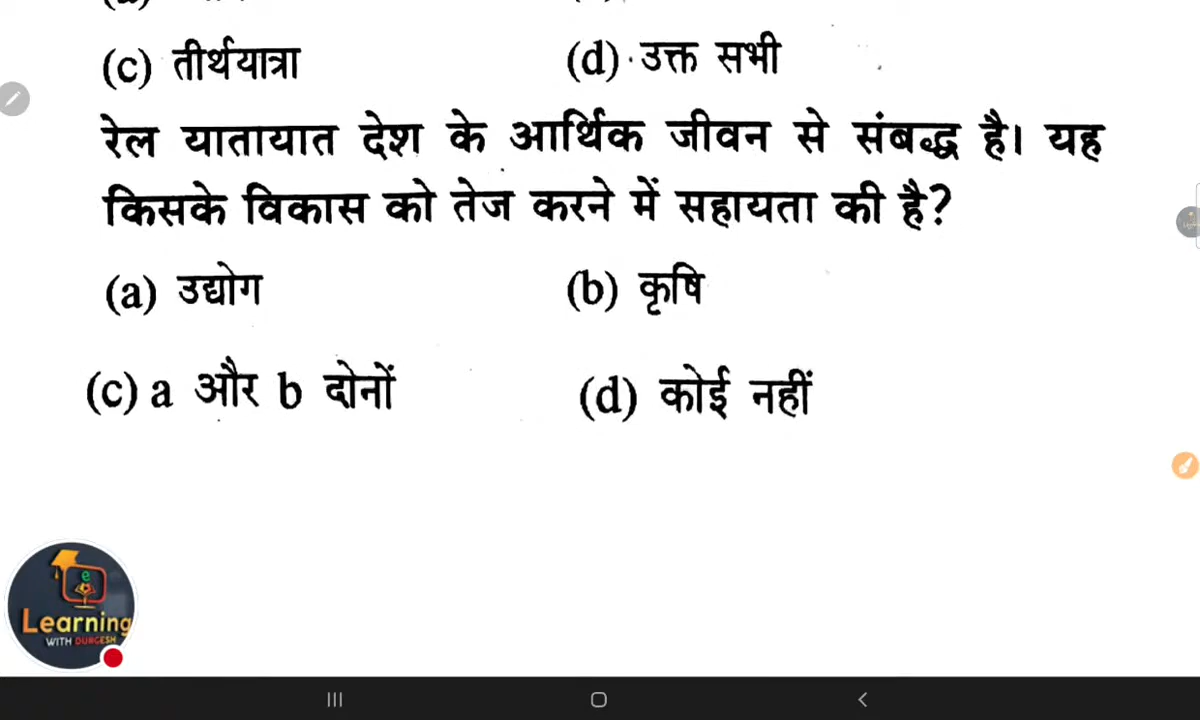 (c) तीर्थयात्रा (d) उक्त सभी
रेल यातायात देश के आर्थिक जीवन से संबद्ध है। यह
किसके विकास को तेज करने में सहायता की है?
(a) उद्योग (b) कृषि
(c) a और b दोनों (d) कोई नहीं
e
Learning
WITH DURGESH